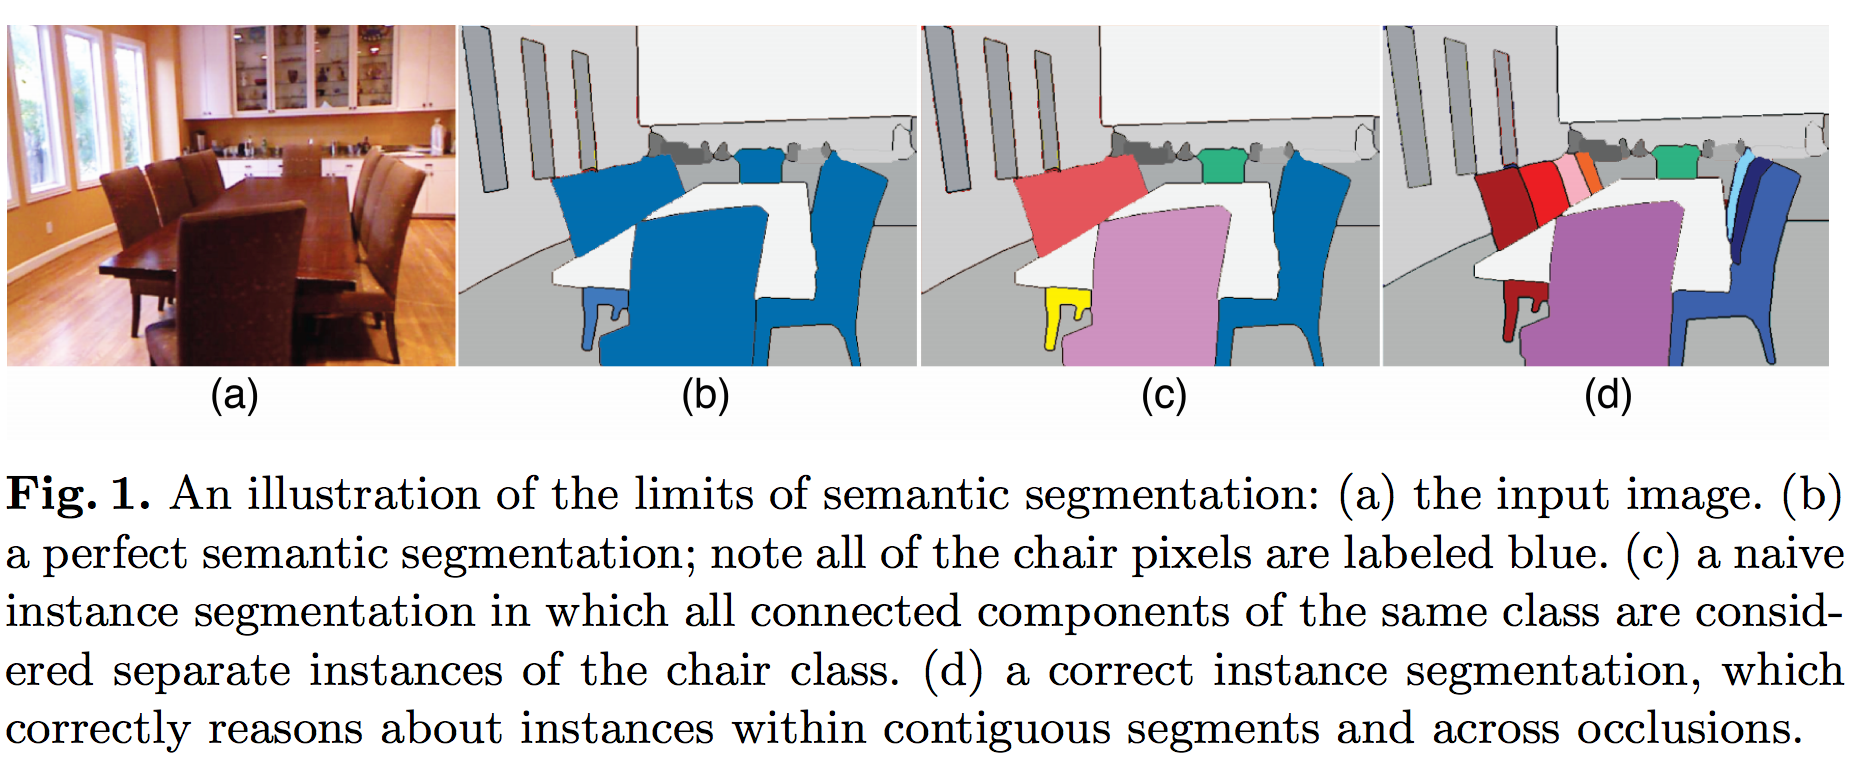 (a) (b) (c) (d)
Fig. 1. An illustration of the limits of semantic segmentation: (a) the input image. (b)
a perfect semantic segmentation; note all of the chair pixels are labeled blue. (c) a naive
instance segmentation in which all connected components of the same class are consid-
ered separate instances of the chair class. (d) a correct instance segmentation, which
correctly reasons about instances within contiguous segments and across occlusions.